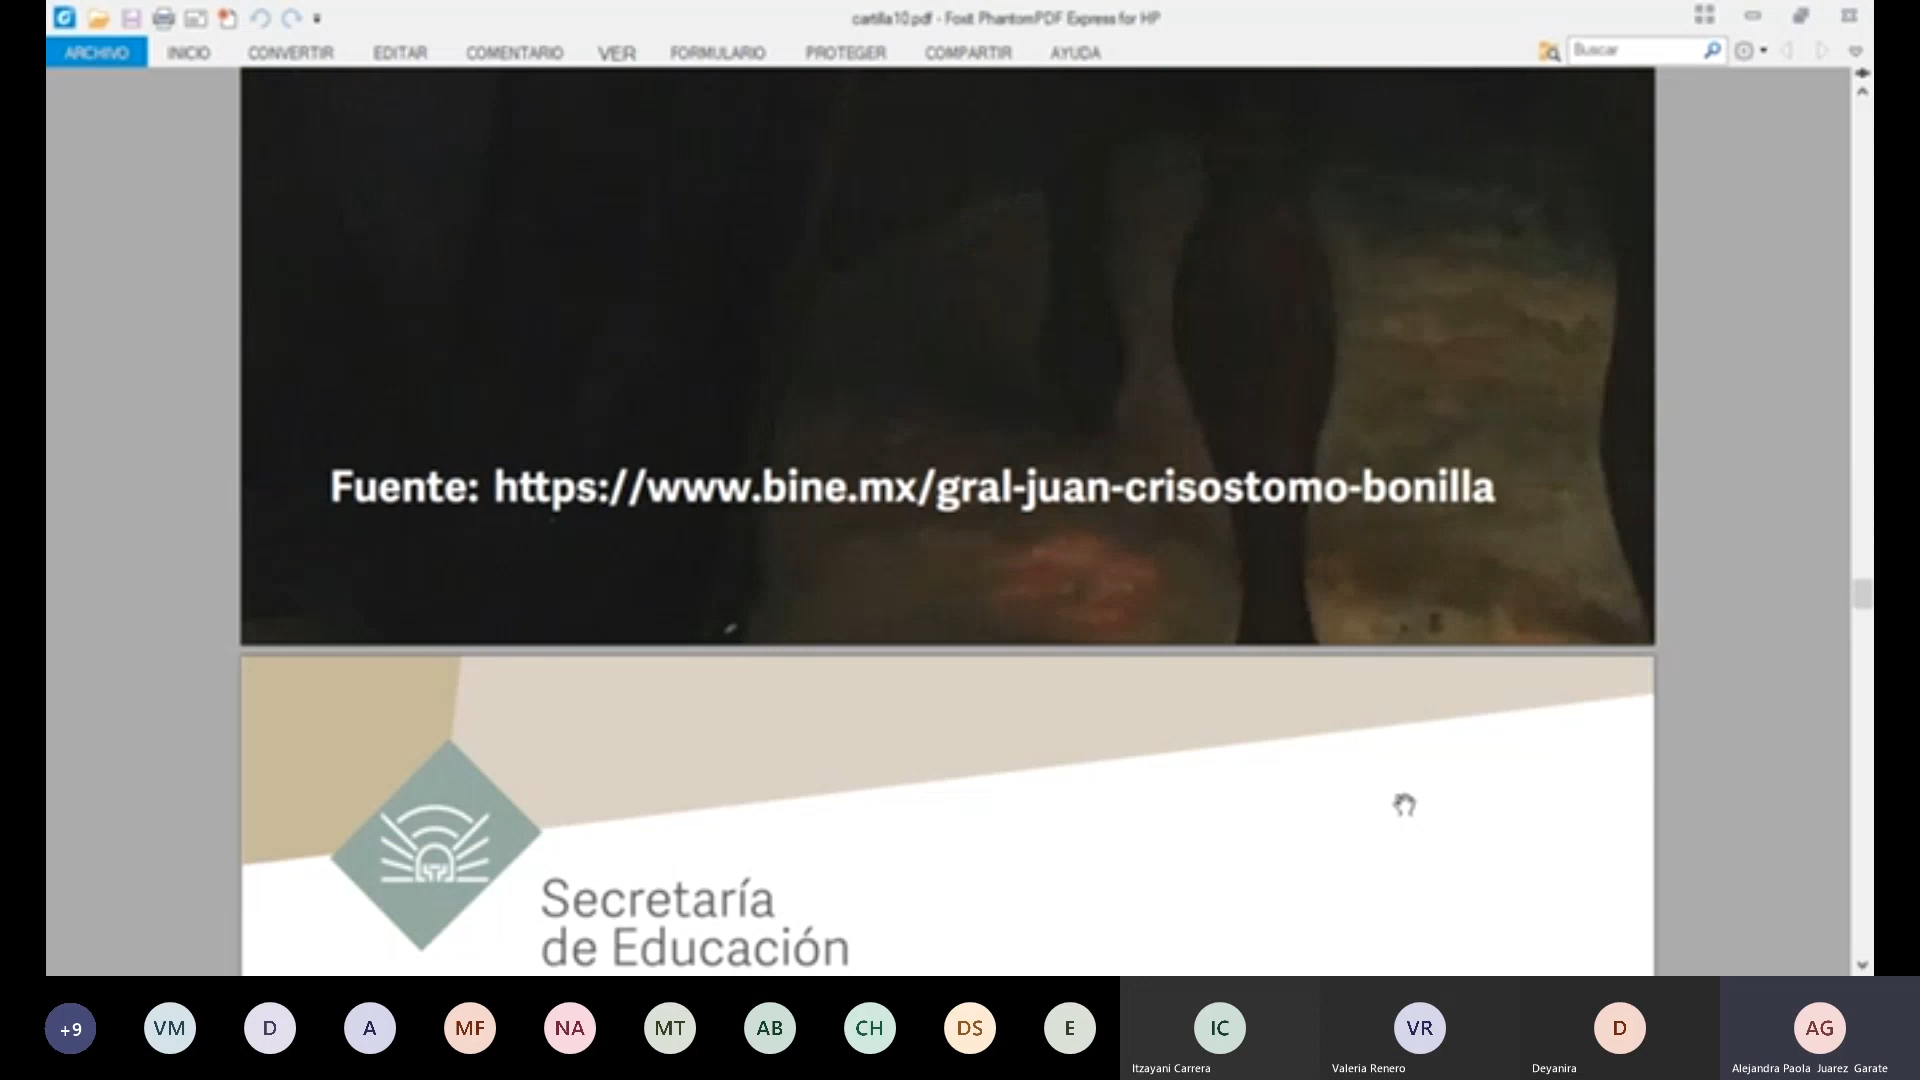 cartilla10.pdf - Foxit PhantomPDF Express for HP
ARCHIVO INICIO CONVERTIR EDITAR COMENTARIO VER FORMULARIO PROTEGER COMPARTIR AYUDA Buscar
Fuente: https://www.bine.mx/gral-juan-crisostomo-bonilla
Secretaría
de Educación
+9 VM D A MF NA MT AB CH DS E IC VR D AG
Itzayani Carrera Valeria Renero Deyanira Alejandra Paola Juarez Garate